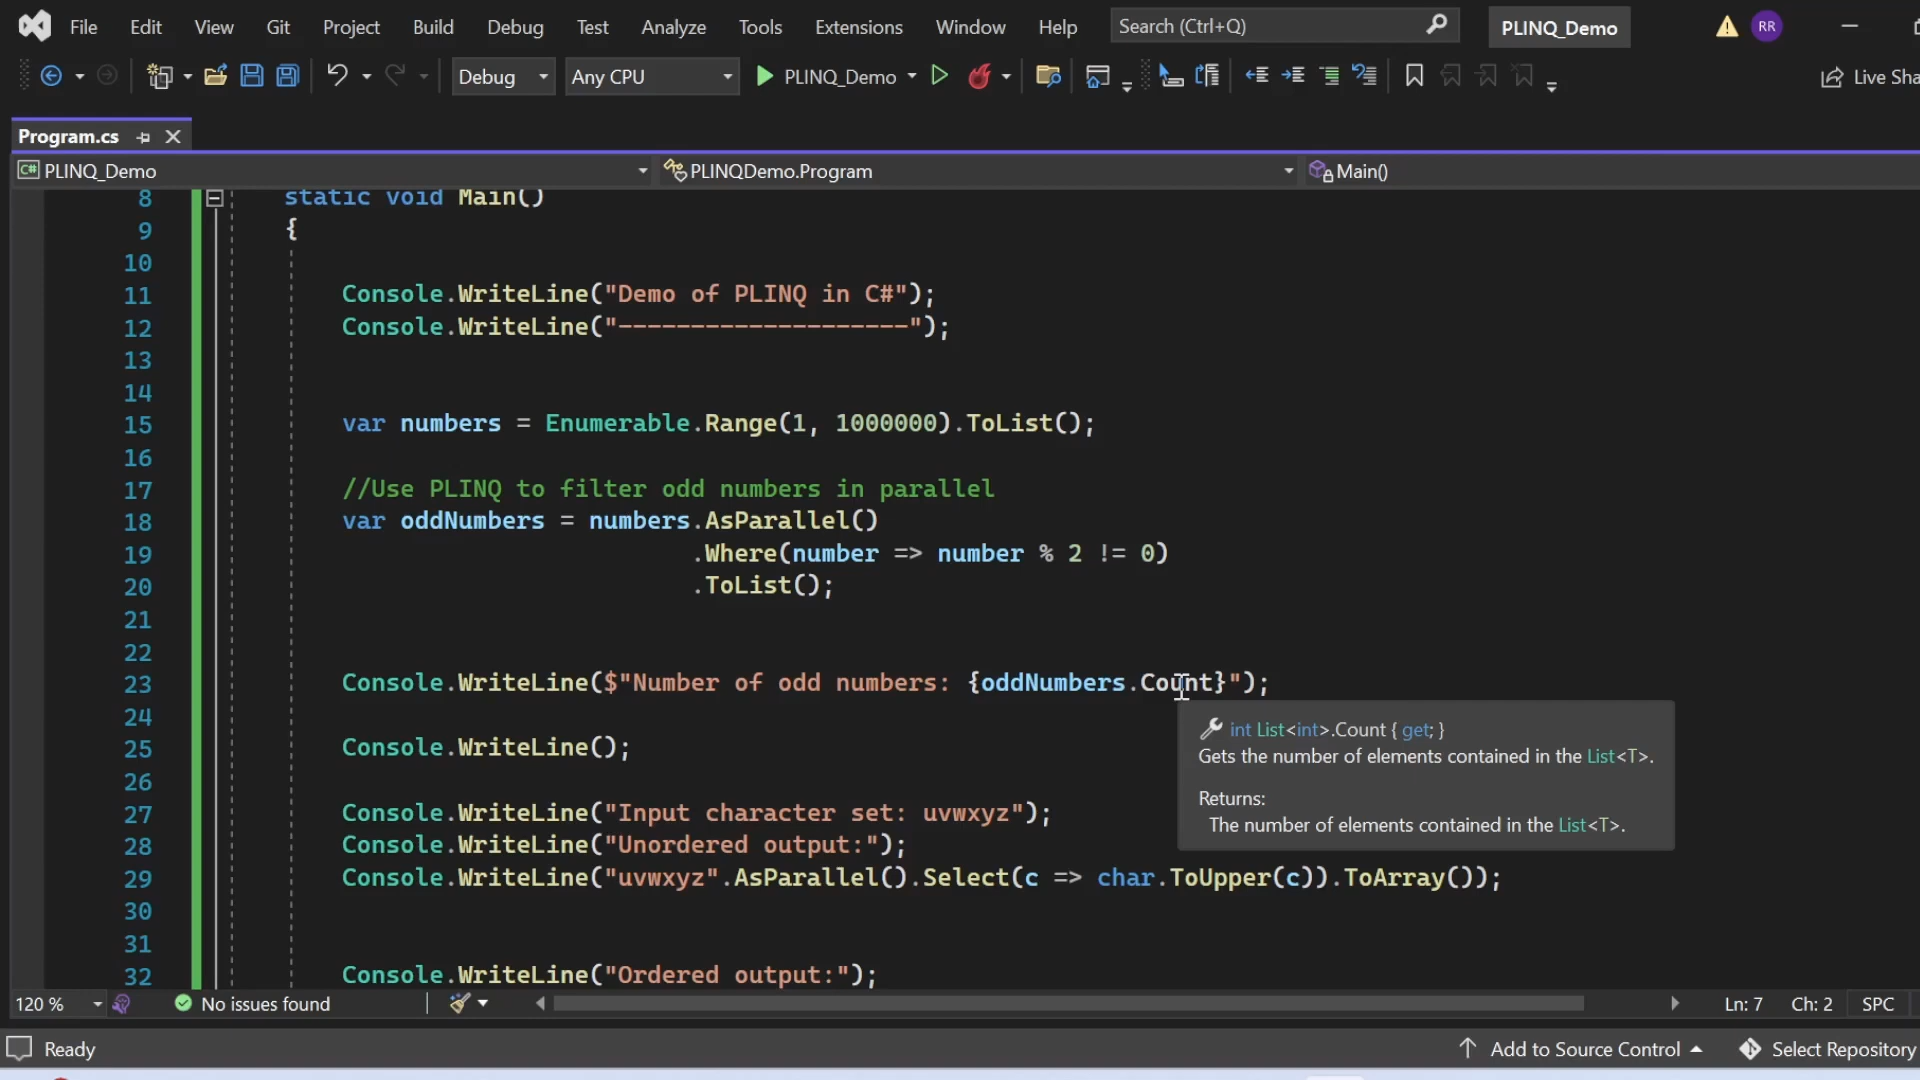 File Edit View Git Project Build Debug Test Analyze Tools Extensions Window Help Search (Ctrl+Q) PLINQ_Demo RR
Debug Any CPU PLINQ_Demo Live Sha
Program.cs
C# PLINQ_Demo PLINQDemo.Program Main()
8 static void Main()
9 {
10
11 Console.WriteLine("Demo of PLINQ in C#");
12 Console.WriteLine("--------------------");
13
14
15 var numbers = Enumerable.Range(1, 1000000).ToList();
16
17 //Use PLINQ to filter odd numbers in parallel
18 var oddNumbers = numbers.AsParallel()
19 .Where(number => number % 2 != 0)
20 .ToList();
21
22
23 Console.WriteLine($"Number of odd numbers: {oddNumbers.Count}");
24
int List<int>.Count { get; }
25 Console.WriteLine();
Gets the number of elements contained in the List<T>.
26
Returns:
27 Console.WriteLine("Input character set: uvwxyz");
The number of elements contained in the List<T>.
28 Console.WriteLine("Unordered output:");
29 Console.WriteLine("uvwxyz".AsParallel().Select(c => char.ToUpper(c)).ToArray());
30
31
32 Console.WriteLine("Ordered output:");
120 % No issues found Ln: 7 Ch: 2 SPC
Ready Add to Source Control Select Repository